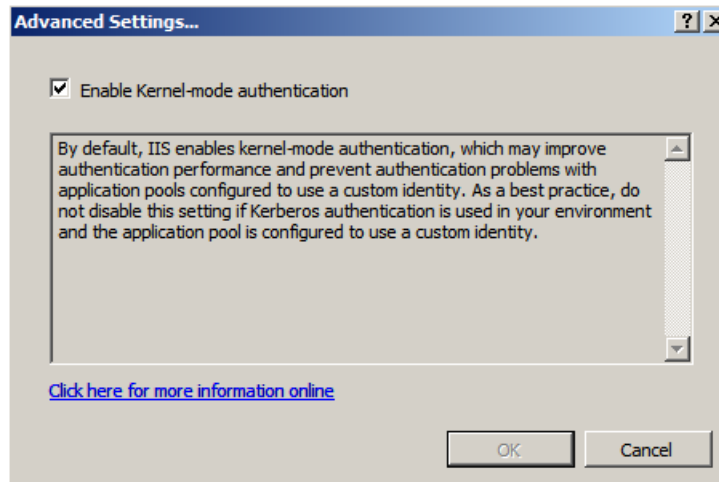 Advanced Settings...
Enable Kernel-mode authentication
By default, IIS enables kernel-mode authentication, which may improve
authentication performance and prevent authentication problems with
application pools configured to use a custom identity. As a best practice, do
not disable this setting if Kerberos authentication is used in your environment
and the application pool is configured to use a custom identity.
Click here for more information online
OK Cancel